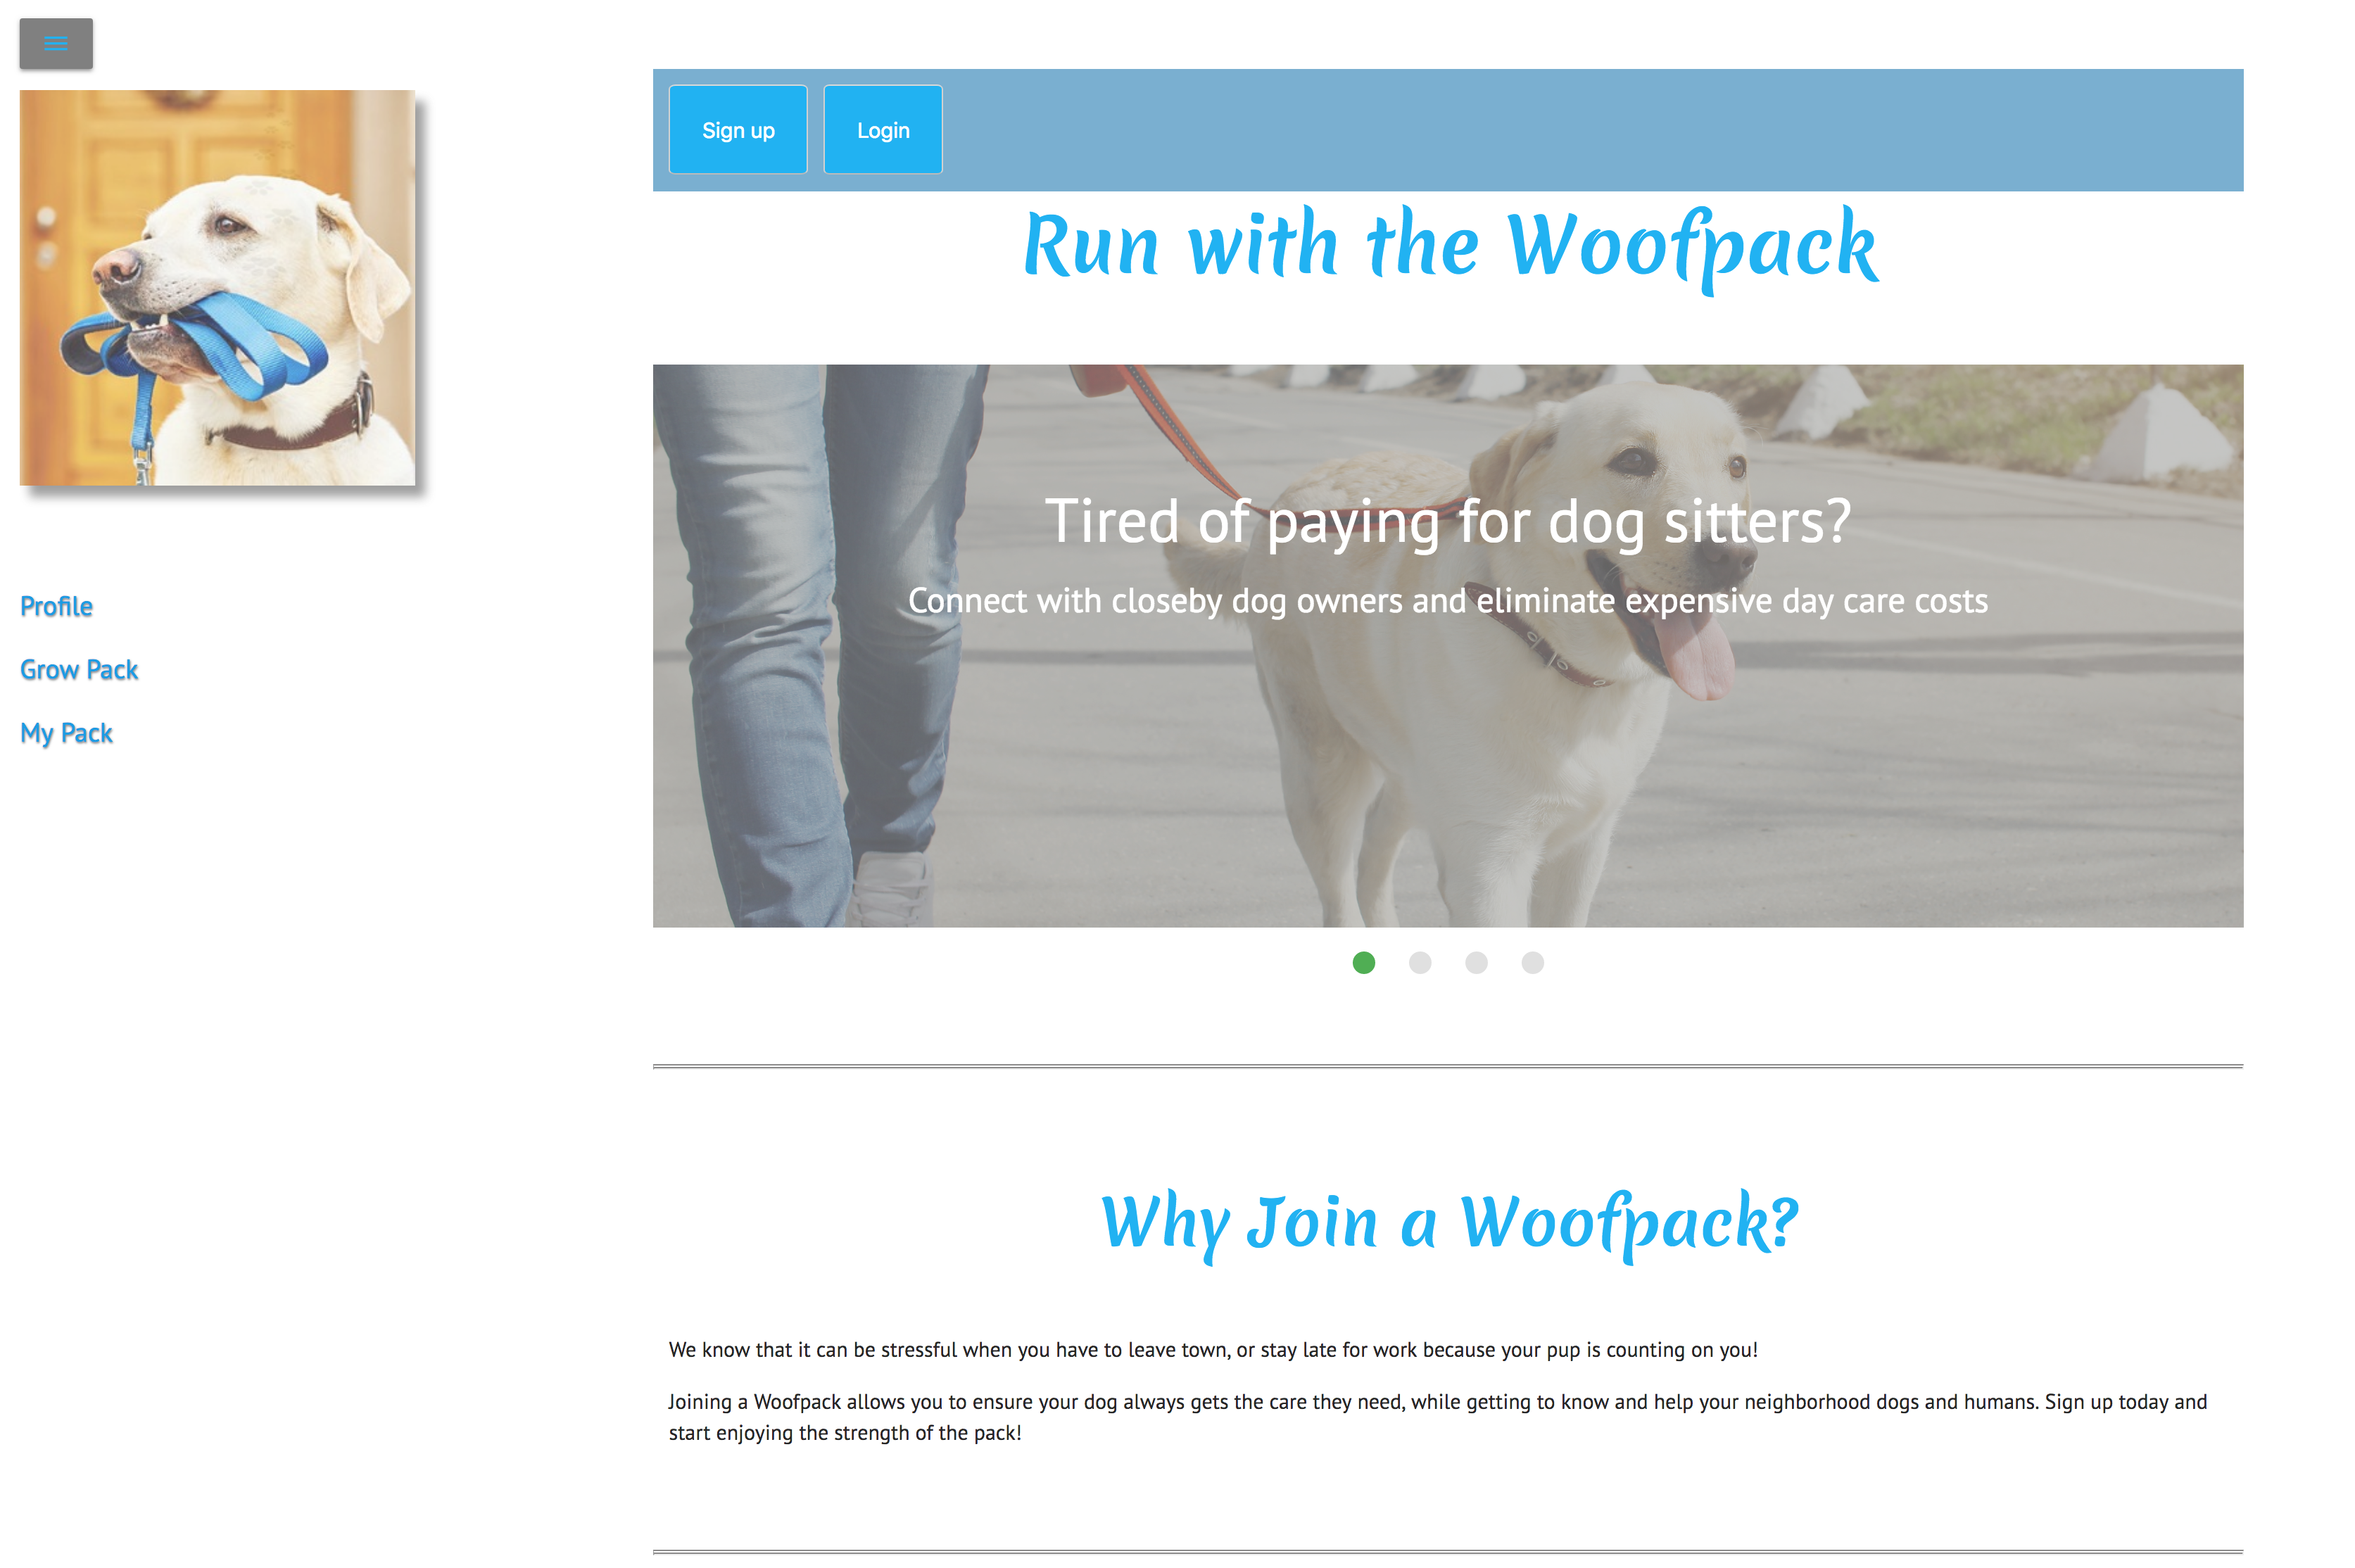 Sign up
Login
Run with the Woofpack
Tired of paying for dog sitters?
Connect with closeby dog owners and eliminate expensive day care costs
Profile
Grow Pack
My Pack
Why Join a Woofpack?
We know that it can be stressful when you have to leave town, or stay late for work because your pup is counting on you!
Joining a Woofpack allows you to ensure your dog always gets the care they need, while getting to know and help your neighborhood dogs and humans. Sign up today and
start enjoying the strength of the pack!